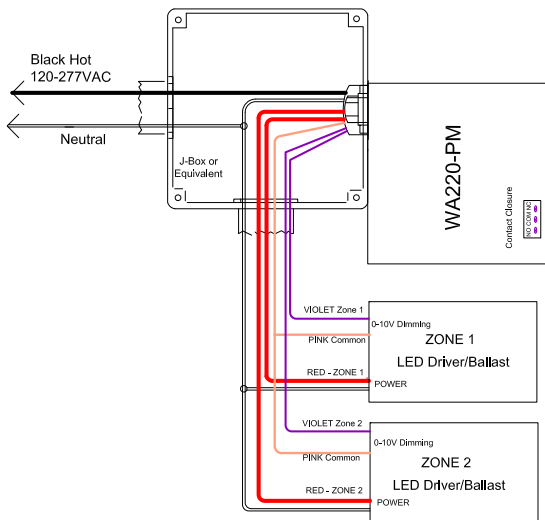 Black Hot
120-277VAC
Neutral
J-Box or
Equivalent
WA220-PM
Contact Closure
NO COM NC
VIOLET Zone 1
0-10V Dimming
PINK Common
ZONE 1
LED Driver/Ballast
RED - ZONE 1
POWER
VIOLET Zone 2
0-10V Dimming
PINK Common
ZONE 2
LED Driver/Ballast
RED - ZONE 2
POWER